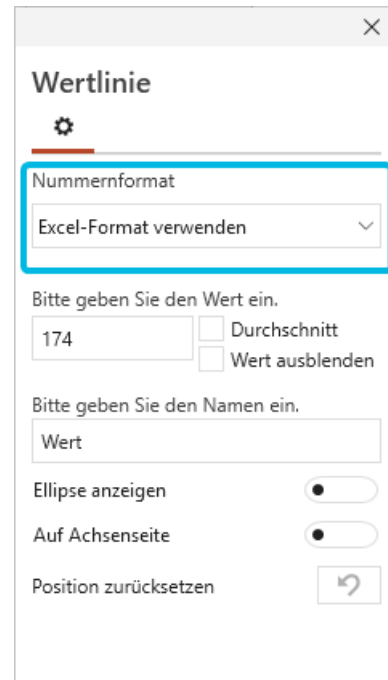 Wertlinie
Nummernformat
Excel-Format verwenden
Bitte geben Sie den Wert ein.
174
Durchschnitt
Wert ausblenden
Bitte geben Sie den Namen ein.
Wert
Ellipse anzeigen
Auf Achsenseite
Position zurücksetzen